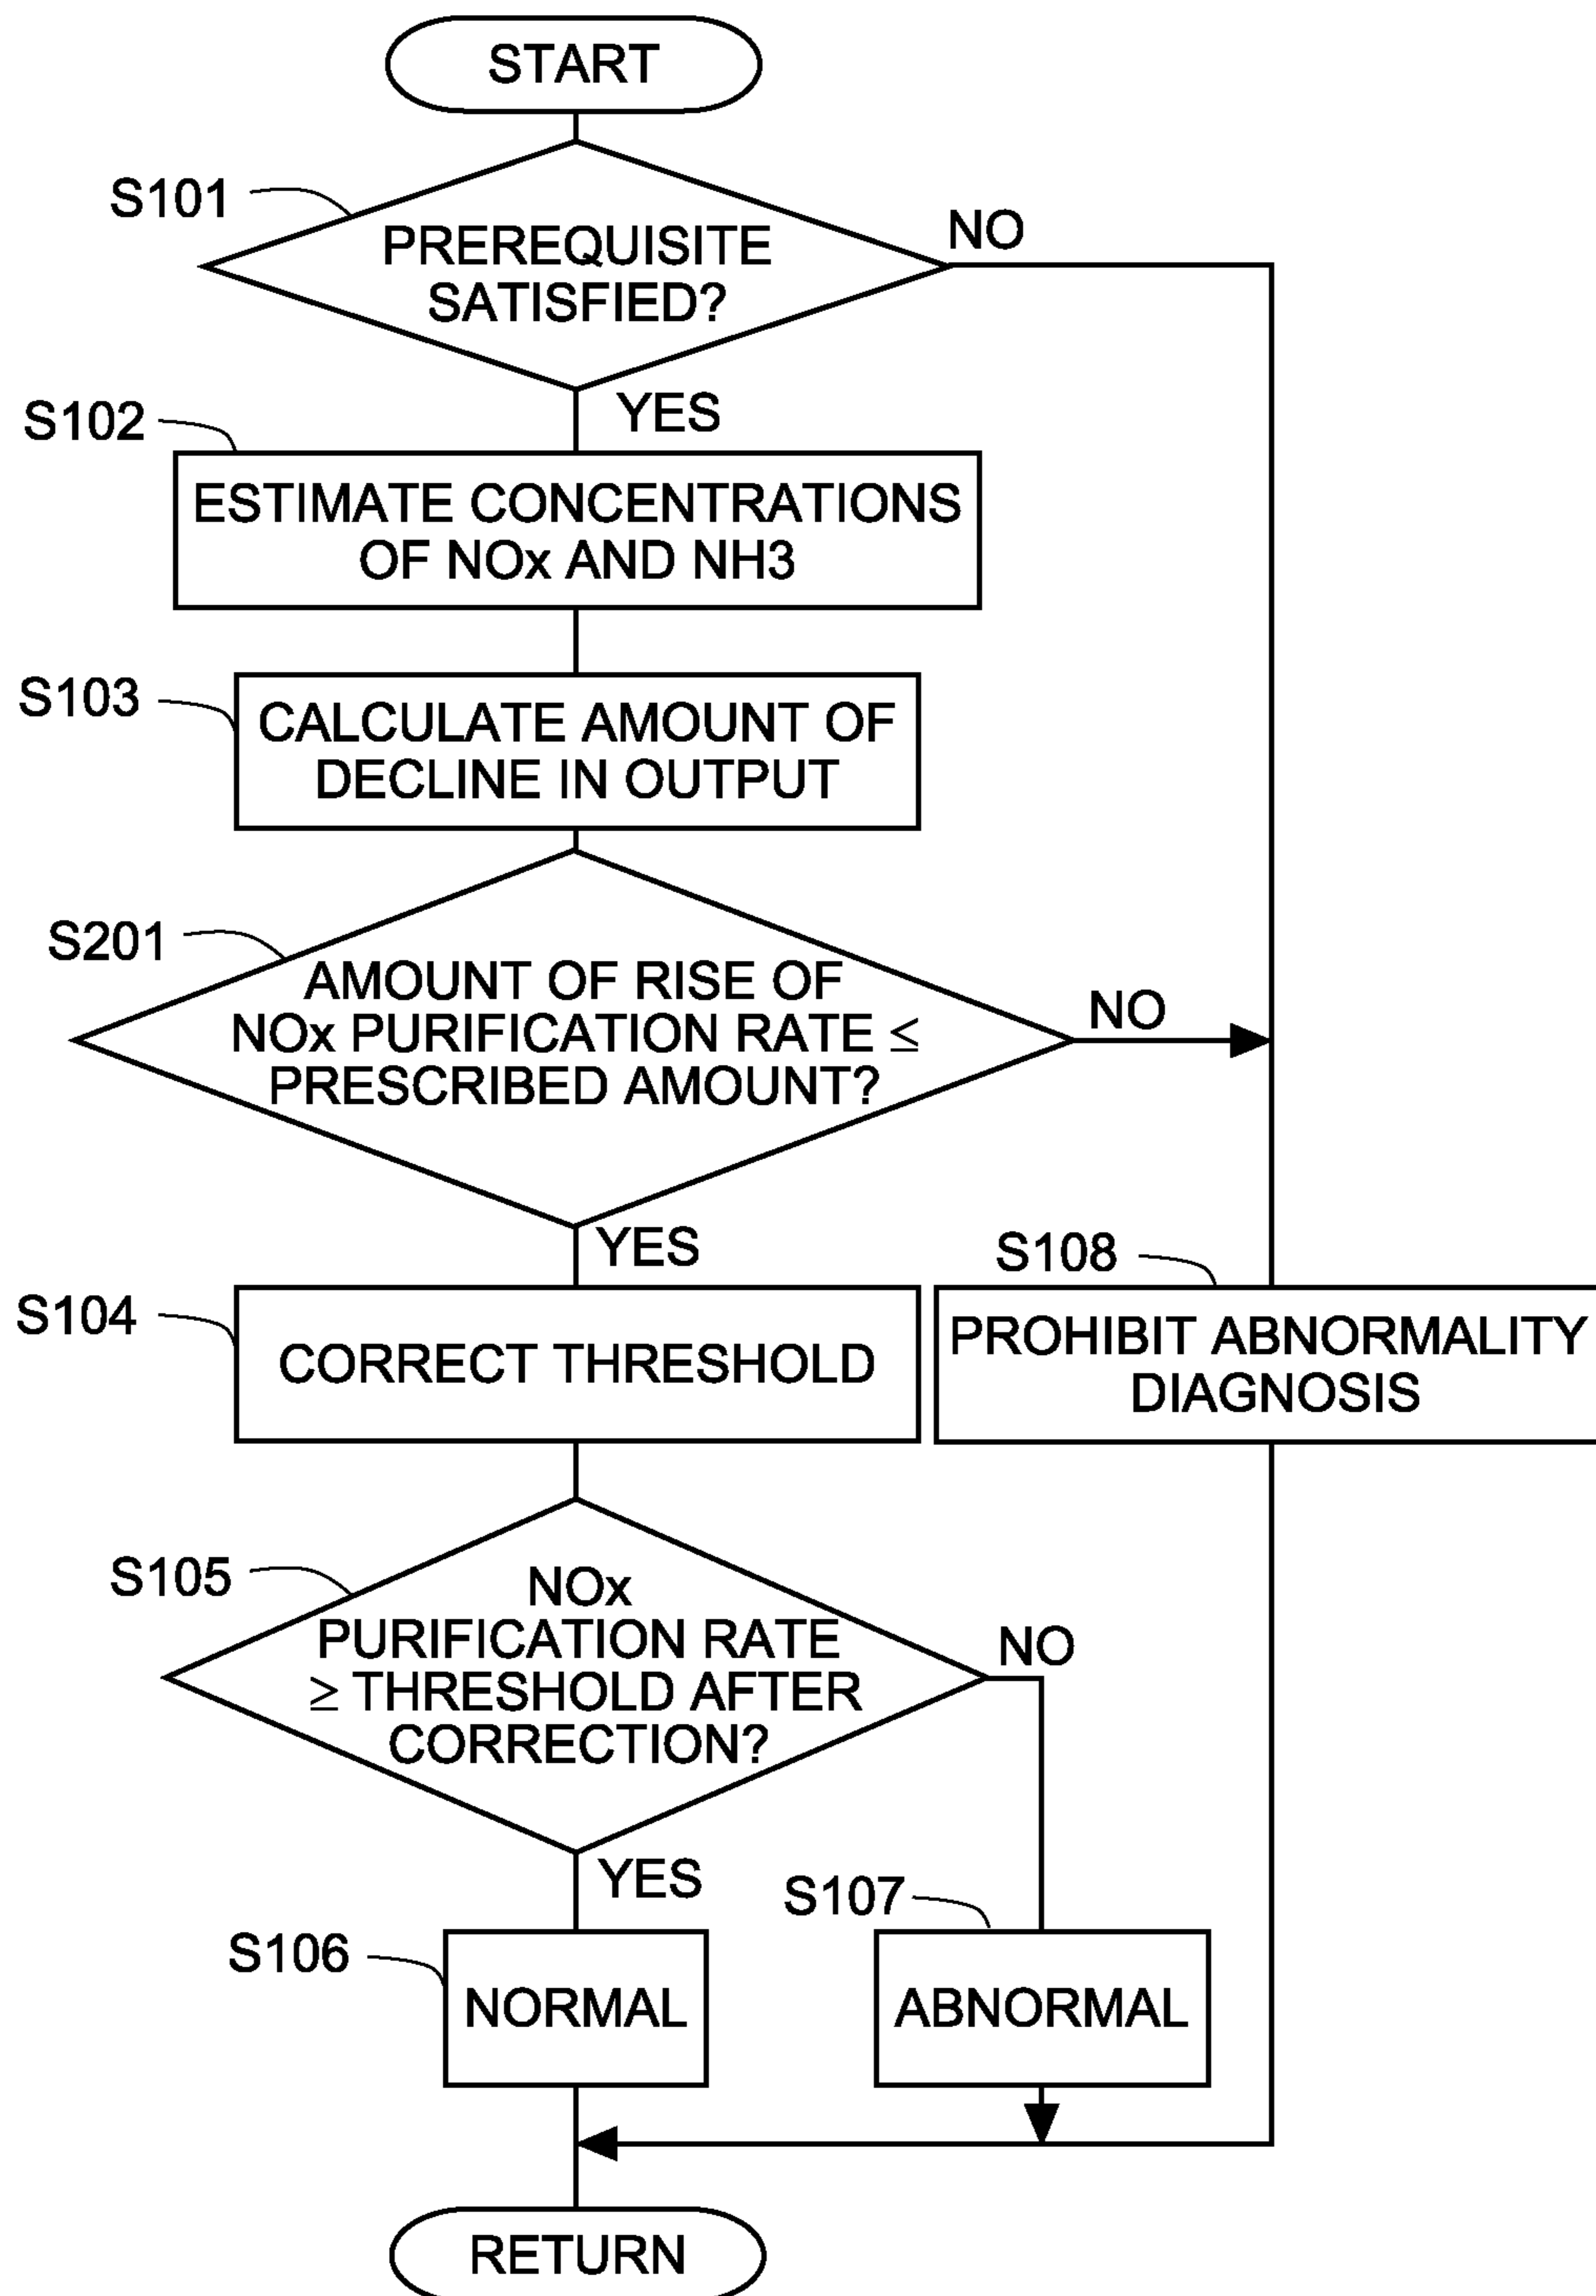 START
S101
PREREQUISITE
SATISFIED?
NO
YES
S102
ESTIMATE CONCENTRATIONS
OF NOx AND NH3
S103
CALCULATE AMOUNT OF
DECLINE IN OUTPUT
S201
AMOUNT OF RISE OF
NOx PURIFICATION RATE ≤
PRESCRIBED AMOUNT?
NO
YES
S104
CORRECT THRESHOLD
S108
PROHIBIT ABNORMALITY
DIAGNOSIS
S105
NOx
PURIFICATION RATE
≥ THRESHOLD AFTER
CORRECTION?
NO
YES
S106
NORMAL
S107
ABNORMAL
RETURN